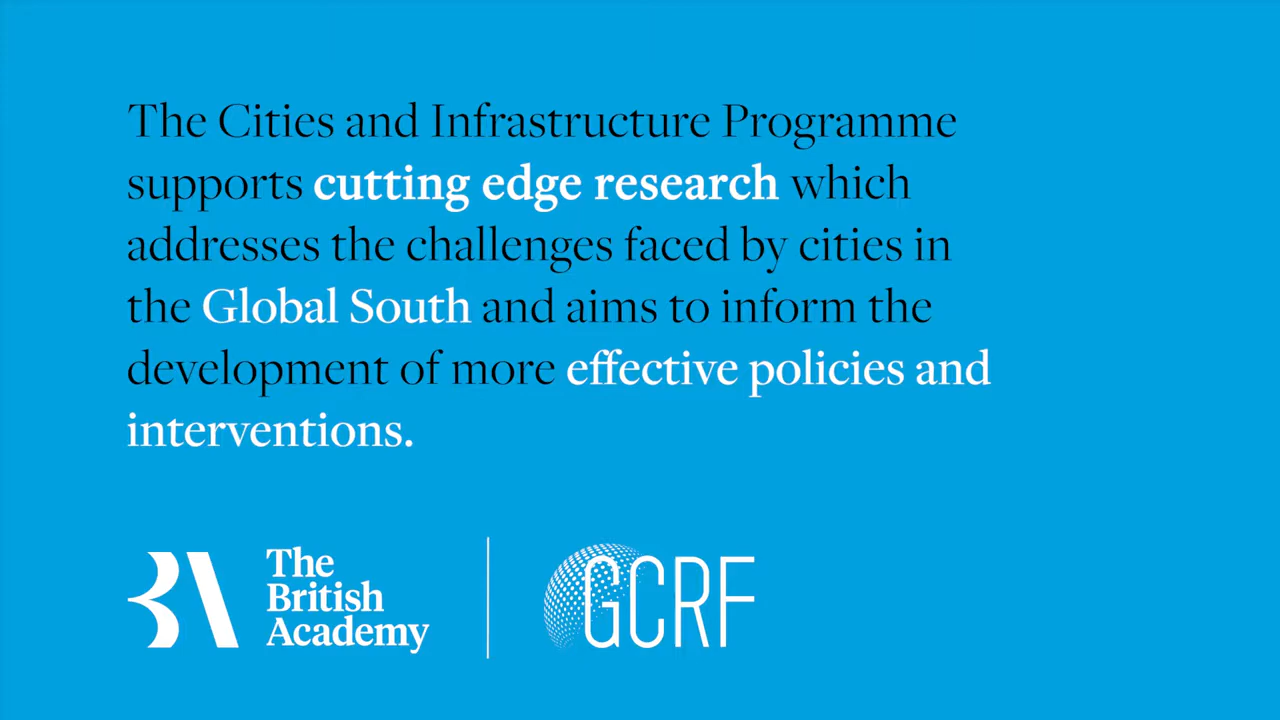 The Cities and Infrastructure Programme
supports cutting edge research which
addresses the challenges faced by cities in
the Global South and aims to inform the
development of more effective policies and
interventions.
The
British
Academy
GCRF